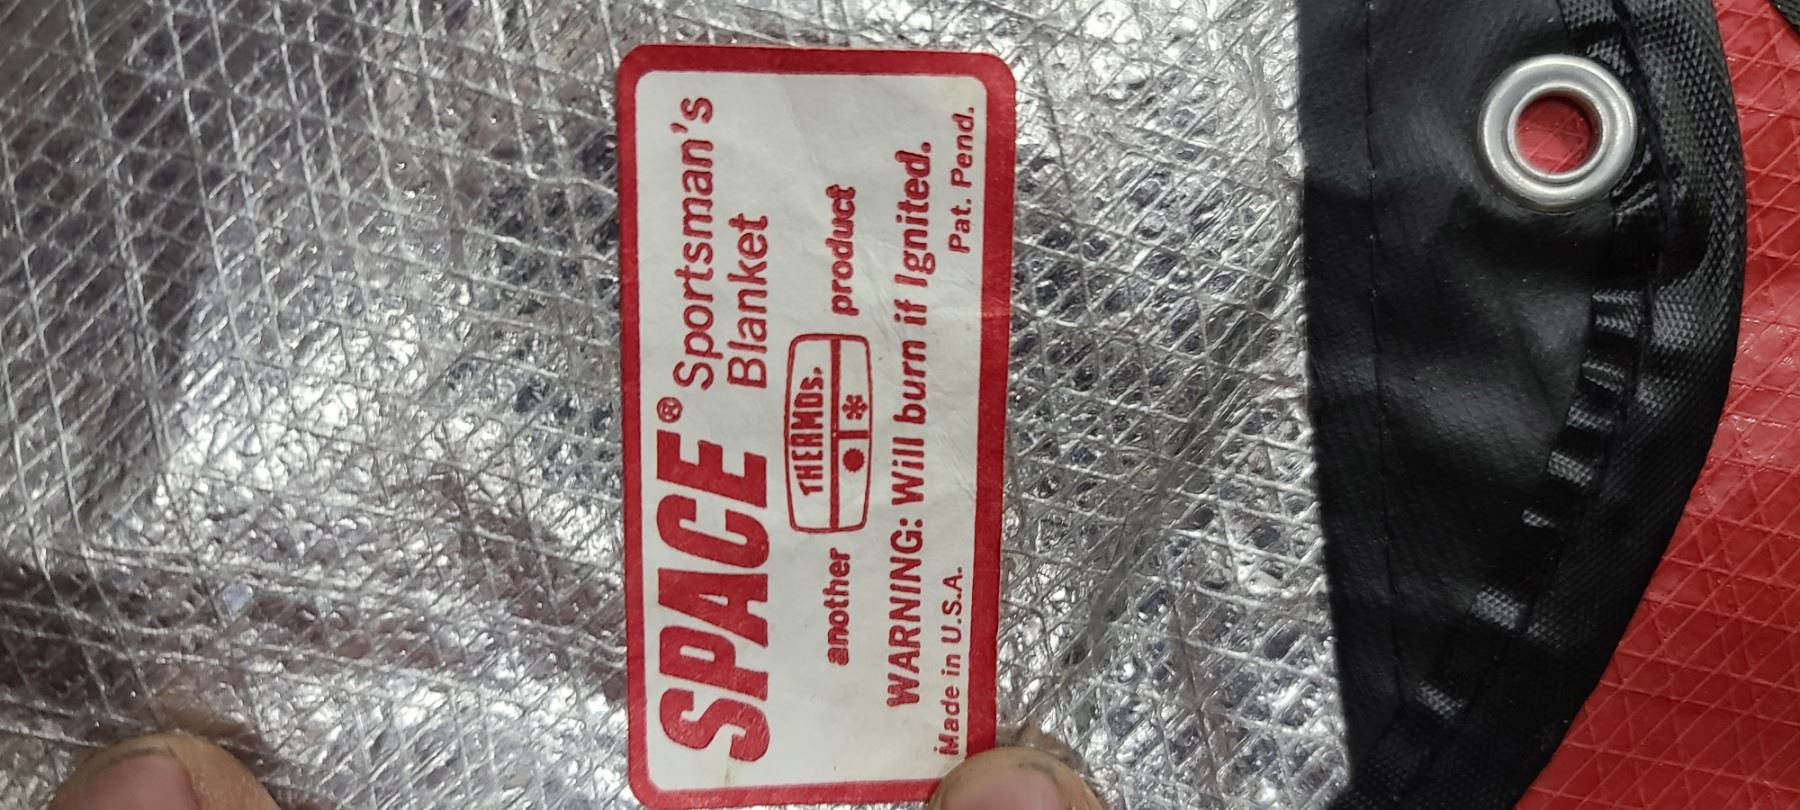 SPACE® Sportsman's
Blanket
another THERMOS® product
WARNING: Will burn if Ignited.
Made in U.S.A. Pat. Pend.